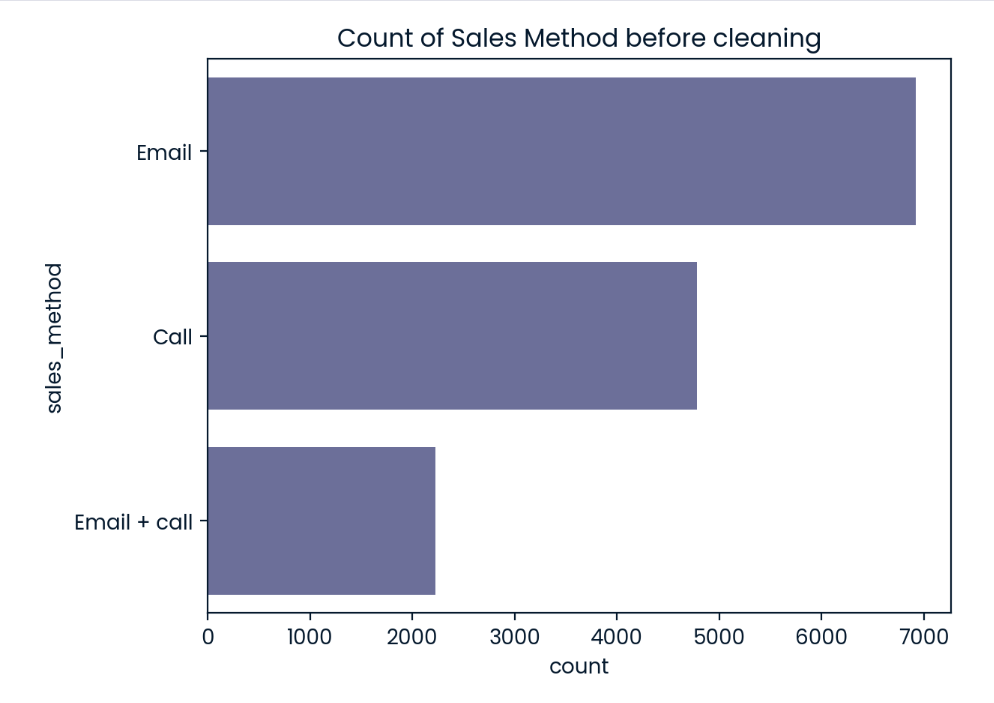 Count of Sales Method before cleaning
Email
Call
Email + call
sales_method
0 1000 2000 3000 4000 5000 6000 7000
count